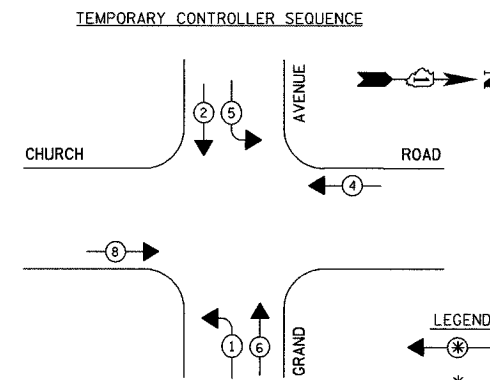 TEMPORARY CONTROLLER SEQUENCE
AVENUE
2
5
CHURCH
ROAD
4
8
LEGEND
1
6
GRAND
*
*